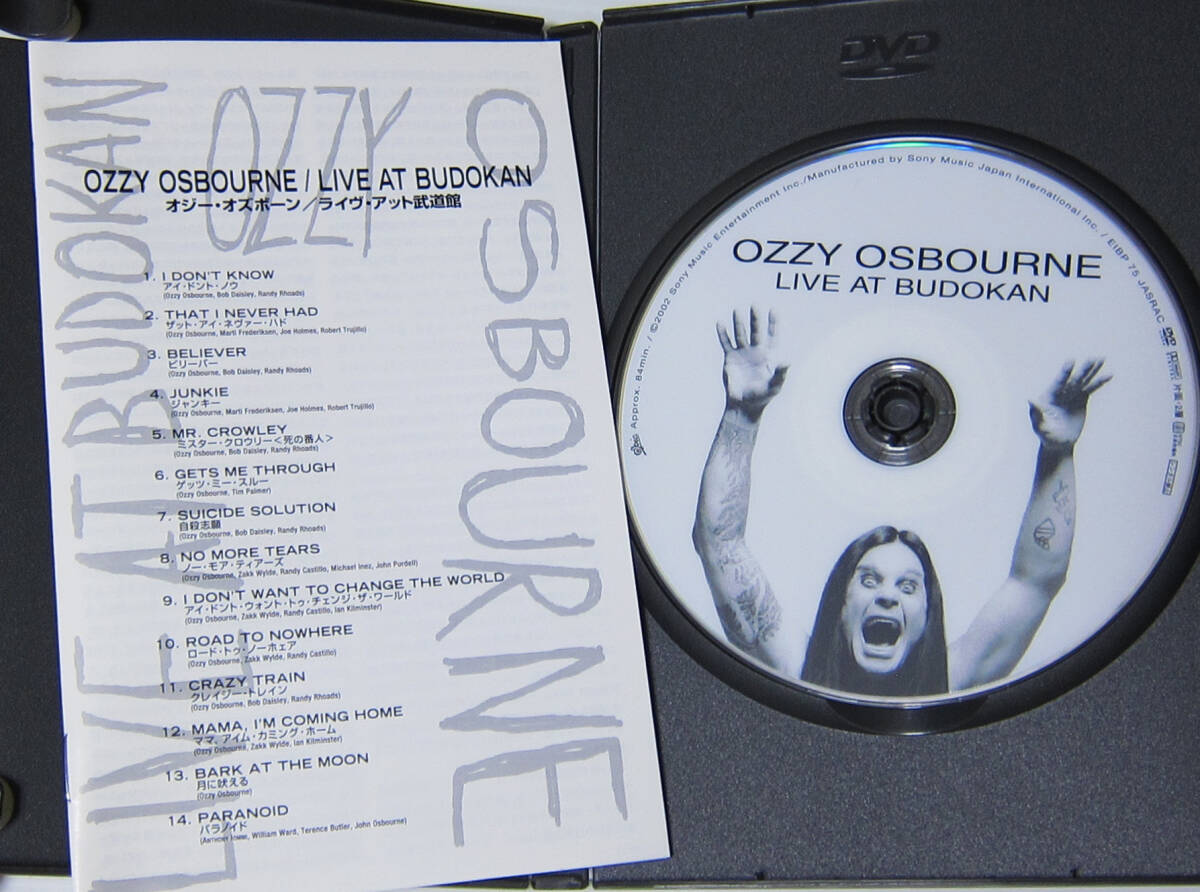 LIVE AT BUDOKAN
OZZY
OSBOURNE
OZZY OSBOURNE / LIVE AT BUDOKAN
オジー・オズボーン／ライヴ・アット武道館
1. I DON'T KNOW
アイ・ドント・ノウ
(Ozzy Osbourne, Bob Daisley, Randy Rhoads)
2. THAT I NEVER HAD
ザット・アイ・ネヴァー・ハド
(Ozzy Osbourne, Marti Frederiksen, Joe Holmes, Robert Trujillo)
3. BELIEVER
ビリーバー
(Ozzy Osbourne, Bob Daisley, Randy Rhoads)
4. JUNKIE
ジャンキー
(Ozzy Osbourne, Marti Frederiksen, Joe Holmes, Robert Trujillo)
5. MR. CROWLEY
ミスター・クロウリー＜死の番人＞
(Ozzy Osbourne, Bob Daisley, Randy Rhoads)
6. GETS ME THROUGH
ゲッツ・ミー・スルー
(Ozzy Osbourne, Tim Palmer)
7. SUICIDE SOLUTION
自殺志願
(Ozzy Osbourne, Bob Daisley, Randy Rhoads)
8. NO MORE TEARS
ノー・モア・ティアーズ
(Ozzy Osbourne, Zakk Wylde, Randy Castillo, Michael Inez, John Purdell)
9. I DON'T WANT TO CHANGE THE WORLD
アイ・ドント・ウォント・トゥ・チェンジ・ザ・ワールド
(Ozzy Osbourne, Zakk Wylde, Randy Castillo, Ian Kilminster)
10. ROAD TO NOWHERE
ロード・トゥ・ノーホェア
(Ozzy Osbourne, Zakk Wylde, Randy Castillo)
11. CRAZY TRAIN
クレイジー・トレイン
(Ozzy Osbourne, Bob Daisley, Randy Rhoads)
12. MAMA, I'M COMING HOME
ママ、アイム・カミング・ホーム
(Ozzy Osbourne, Zakk Wylde, Ian Kilminster)
13. BARK AT THE MOON
月に吠える
(Ozzy Osbourne)
14. PARANOID
パラノイド
(Anthony Iommi, William Ward, Terence Butler, John Osbourne)
DVD
OZZY OSBOURNE
LIVE AT BUDOKAN
epic Approx. 84min. / ©2002 Sony Music Entertainment Inc./Manufactured by Sony Music Japan International Inc. / EIBP 75 JASRAC DVD 片面・2層